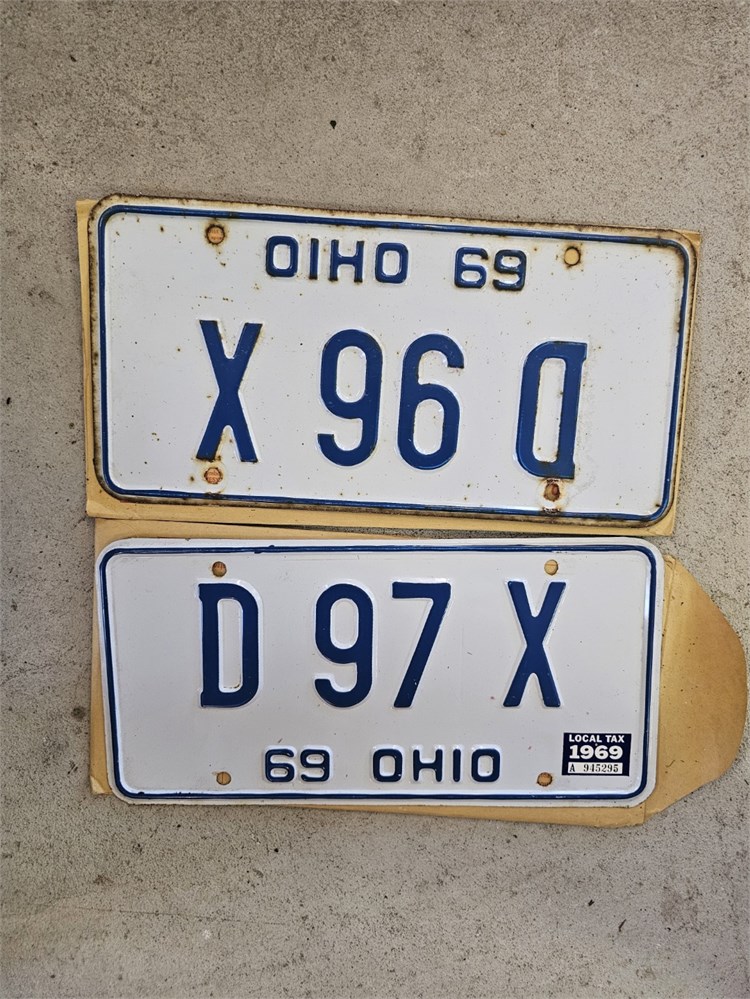 D 96 X
69 OHIO
D 97 X
69 OHIO
LOCAL TAX
1969
A 945295